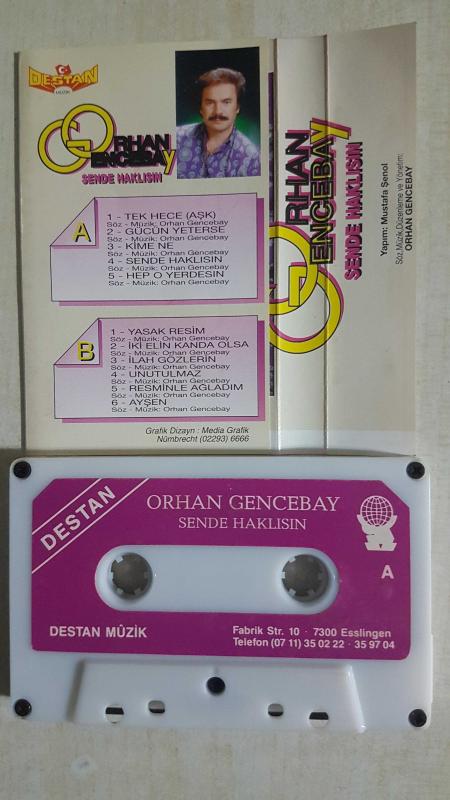 DESTAN
MÜZİK
ORHAN
GENCEBAY
SENDE HAKLISIN
A
1 - TEK HECE (AŞK)
Söz - Müzik: Orhan Gencebay
2 - GÜCÜN YETERSE
Söz - Müzik: Orhan Gencebay
3 - KİME NE
Söz - Müzik: Orhan Gencebay
4 - SENDE HAKLISIN
Söz - Müzik: Orhan Gencebay
5 - HEP O YERDESIN
Söz - Müzik: Orhan Gencebay
B
1 - YASAK RESİM
Söz - Müzik: Orhan Gencebay
2 - İKİ ELİN KANDA OLSA
Söz - Müzik: Orhan Gencebay
3 - İLAH GÖZLERİN
Söz - Müzik: Orhan Gencebay
4 - UNUTULMAZ
Söz - Müzik: Orhan Gencebay
5 - RESMİNLE AĞLADIM
Söz - Müzik: Orhan Gencebay
6 - AYŞEN
Söz - Müzik: Orhan Gencebay
Grafik Dizayn : Media Grafik
Nümbrecht (02293) 6666
ORHAN
GENCEBAY
SENDE HAKLISIN
Yapım: Mustafa Şenol
Söz,Müzik,Düzenleme ve Yönetim:
ORHAN GENCEBAY
DESTAN
ORHAN GENCEBAY
SENDE HAKLISIN
A
DESTAN MÛZİK
Fabrik Str. 10 · 7300 Esslingen
Telefon (07 11) 35 02 22 · 35 97 04